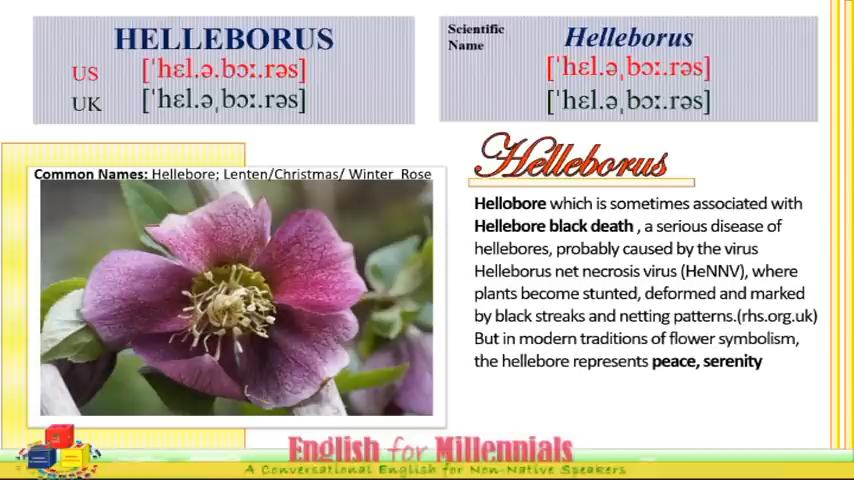 HELLEBORUS
US [ˈhɛl.ə.bɔː.rəs]
UK [ˈhɛl.əˌbɔː.rəs]
Scientific
Name
Helleborus
[ˈhɛl.əˌbɔː.rəs]
[ˈhɛl.əˌbɔː.rəs]
Common Names: Hellebore; Lenten/Christmas/ Winter Rose
Helleborus
Hellobore which is sometimes associated with
Hellebore black death , a serious disease of
hellebores, probably caused by the virus
Helleborus net necrosis virus (HeNNV), where
plants become stunted, deformed and marked
by black streaks and netting patterns.(rhs.org.uk)
But in modern traditions of flower symbolism,
the hellebore represents peace, serenity
English for Millennials
A Conversational English for Non-Native Speakers